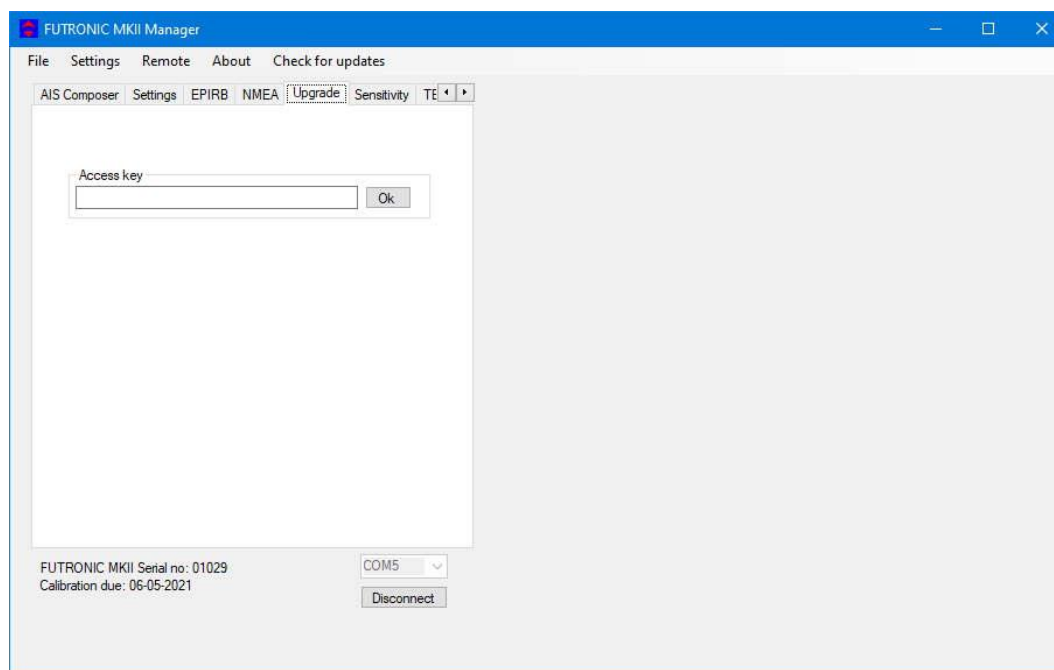 FUTRONIC MKII Manager
File Settings Remote About Check for updates
AIS Composer Settings EPIRB NMEA Upgrade Sensitivity
Access key
Ok
FUTRONIC MKII Serial no: 01029
Calibration due: 06-05-2021
COM5
Disconnect